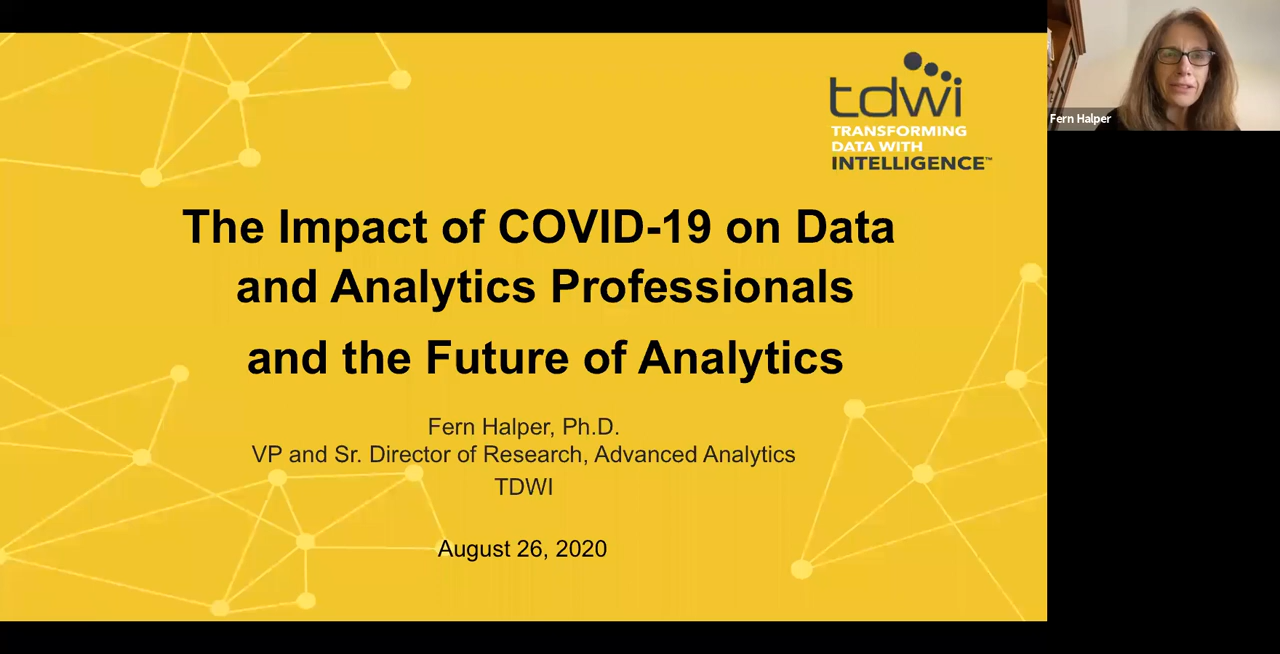 tdwi
TRANSFORMING
DATA WITH
INTELLIGENCE™
Fern Halper
The Impact of COVID-19 on Data
and Analytics Professionals
and the Future of Analytics
Fern Halper, Ph.D.
VP and Sr. Director of Research, Advanced Analytics
TDWI
August 26, 2020